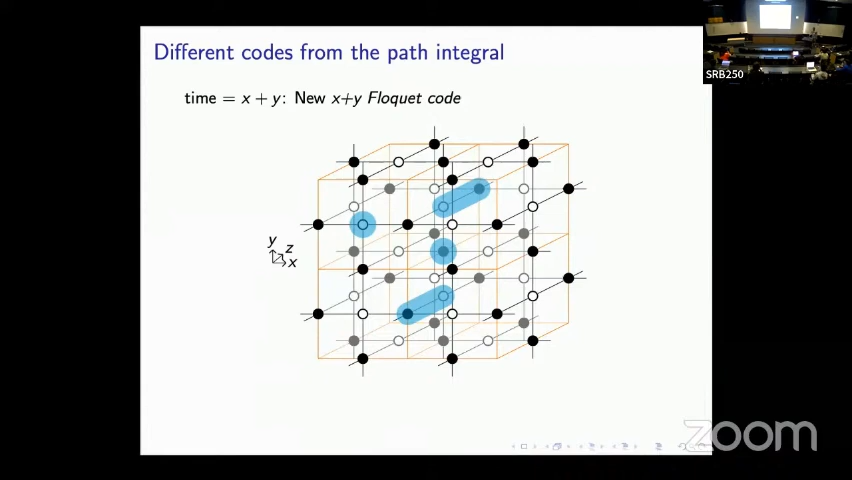 Different codes from the path integral
time = x + y: New x+y Floquet code
y
z
x
SRB250
zoom